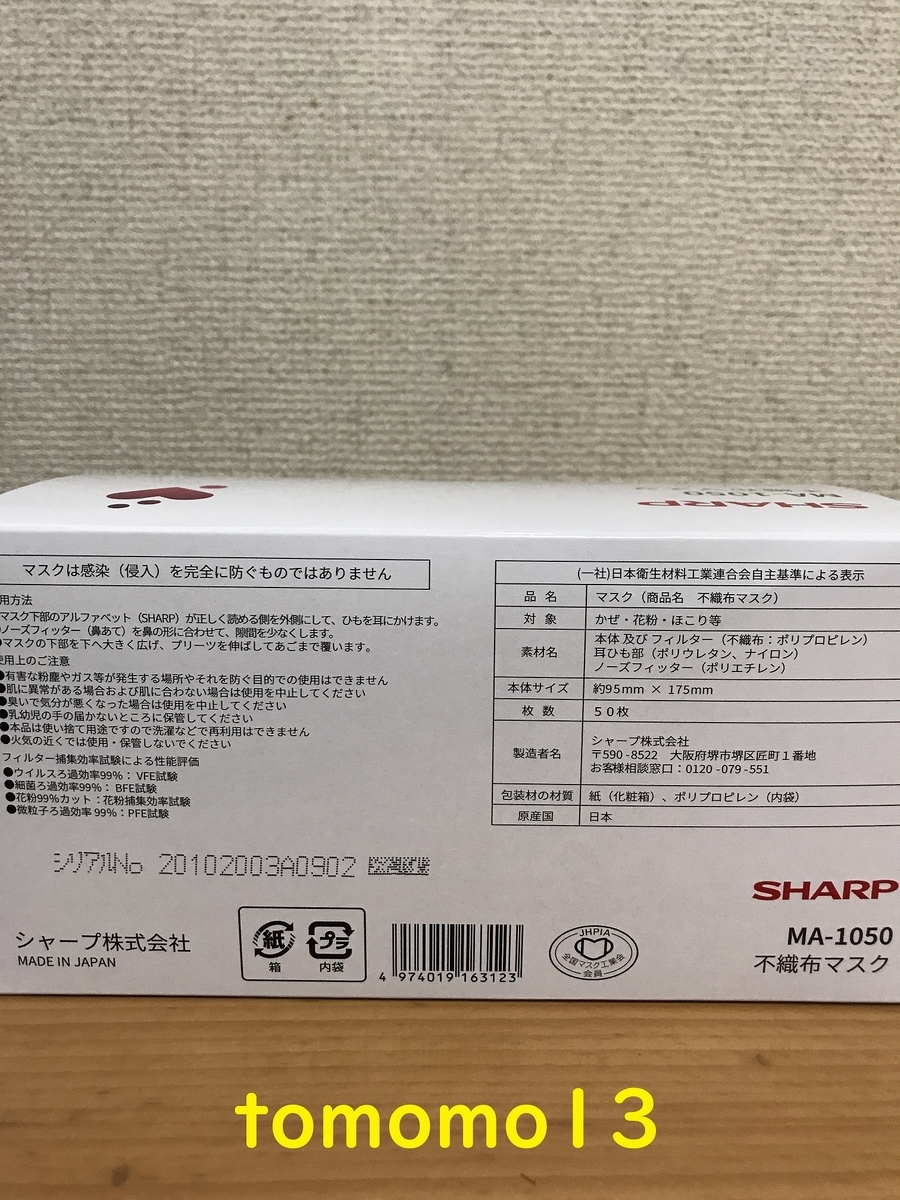 SHARP
MA-1050
マスクは感染（侵入）を完全に防ぐものではありません
用方法
マスク下部のアルファベット（SHARP）が正しく読める側を外側にして、ひもを耳にかけます。
ノーズフィッター（鼻あて）を鼻の形に合わせて、隙間を少なくします。
マスクの下部を下へ大きく広げ、プリーツを伸ばしてあごまで覆います。
使用上のご注意
●有害な粉塵やガス等が発生する場所やそれを防ぐ目的での使用はできません
●肌に異常がある場合および肌に合わない場合は使用を中止してください
●臭いで気分が悪くなった場合は使用を中止してください
●乳幼児の手の届かないところに保管してください
●本品は使い捨て用途ですので洗濯などで再利用はできません
●火気の近くでは使用・保管しないでください
フィルター捕集効率試験による性能評価
●ウイルスろ過効率99%：VFE試験
●細菌ろ過効率99%：BFE試験
●花粉99%カット：花粉捕集効率試験
●微粒子ろ過効率 99%：PFE試験
シリアルNo 20102003A0902
シャープ株式会社
MADE IN JAPAN
紙
箱
プラ
内袋
4 974019 163123
JHPIA
全国マスク工業会
会員
(一社)日本衛生材料工業連合会自主基準による表示
品 名 マスク（商品名 不織布マスク）
対 象 かぜ・花粉・ほこり等
素材名 本体 及び フィルター（不織布：ポリプロピレン）
耳ひも部（ポリウレタン、ナイロン）
ノーズフィッター（ポリエチレン）
本体サイズ 約95mm × 175mm
枚 数 50枚
製造者名 シャープ株式会社
〒590-8522 大阪府堺市堺区匠町1番地
お客様相談窓口：0120-079-551
包装材の材質 紙（化粧箱）、ポリプロピレン（内袋）
原産国 日本
SHARP
MA-1050
不織布マスク
tomomo13